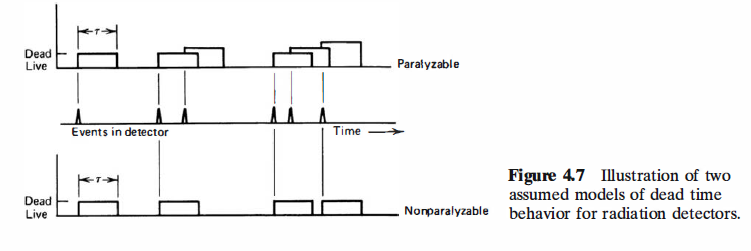 τ
Dead
Live
Paralyzable
Events in detector
Time
τ
Dead
Live
Nonparalyzable
Figure 4.7 Illustration of two
assumed models of dead time
behavior for radiation detectors.